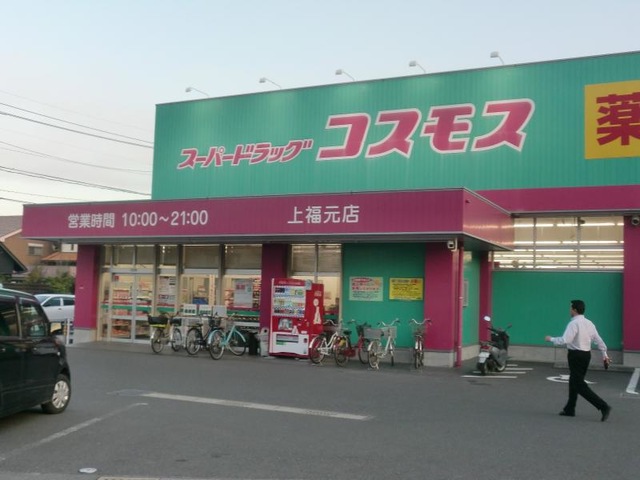 スーパードラッグ コスモス
薬
営業時間 10:00～21:00 上福元店